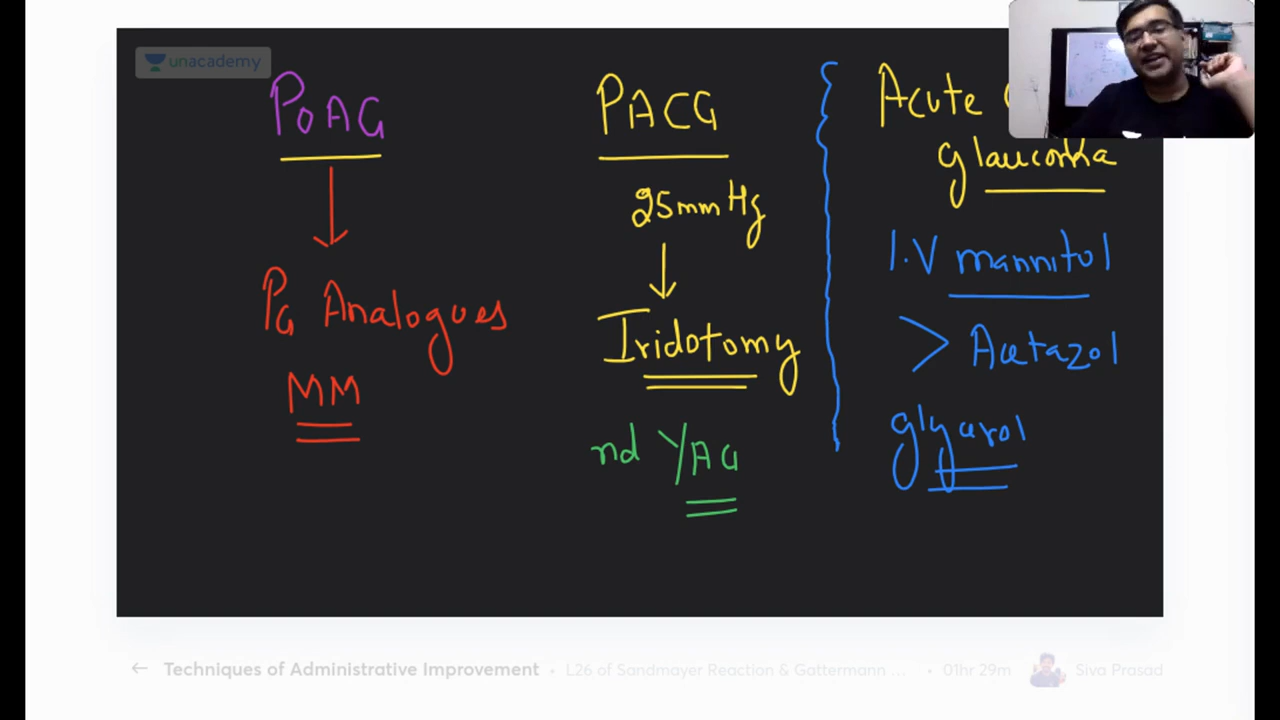 unacademy
POAG
PG Analogues
MM
PACG
25mmHg
Iridotomy
nd YAG
Acute
glaucoma
I.V mannitol
> Acetazol
glycerol
Techniques of Administrative Improvement • L26 of Sandmayer Reaction & Gattermann ... • 01hr 29m Siva Prasad